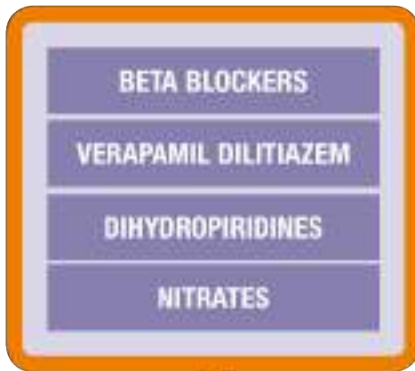 BETA BLOCKERS
VERAPAMIL DILITIAZEM
DIHYDROPIRIDINES
NITRATES